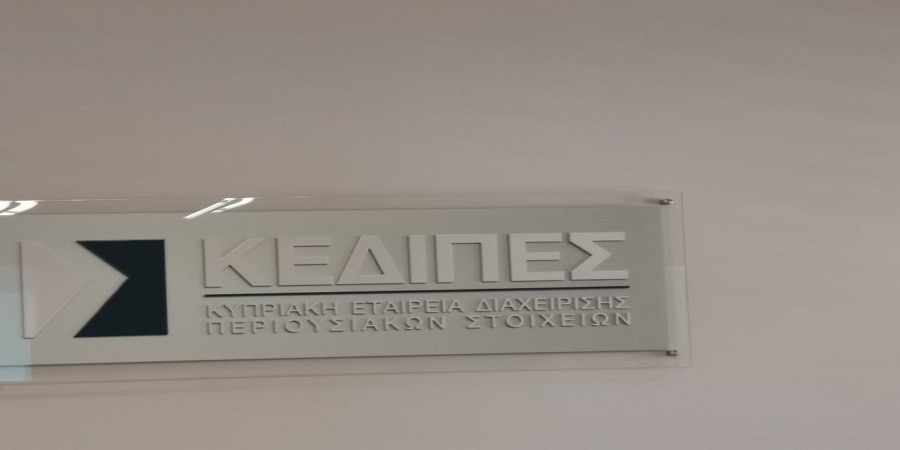 ΚΕΔΙΠΕΣ
ΚΥΠΡΙΑΚΗ ΕΤΑΙΡΕΙΑ ΔΙΑΧΕΙΡΙΣΗΣ
ΠΕΡΙΟΥΣΙΑΚΩΝ ΣΤΟΙΧΕΙΩΝ